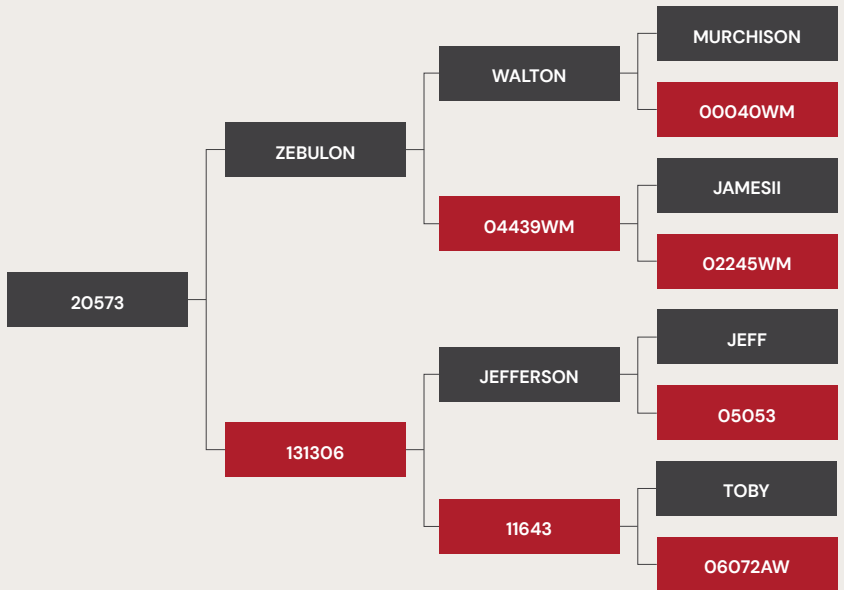 MURCHISON
WALTON
00040WM
ZEBULON
JAMESII
04439WM
02245WM
20573
JEFF
JEFFERSON
05053
131306
TOBY
11643
06072AW